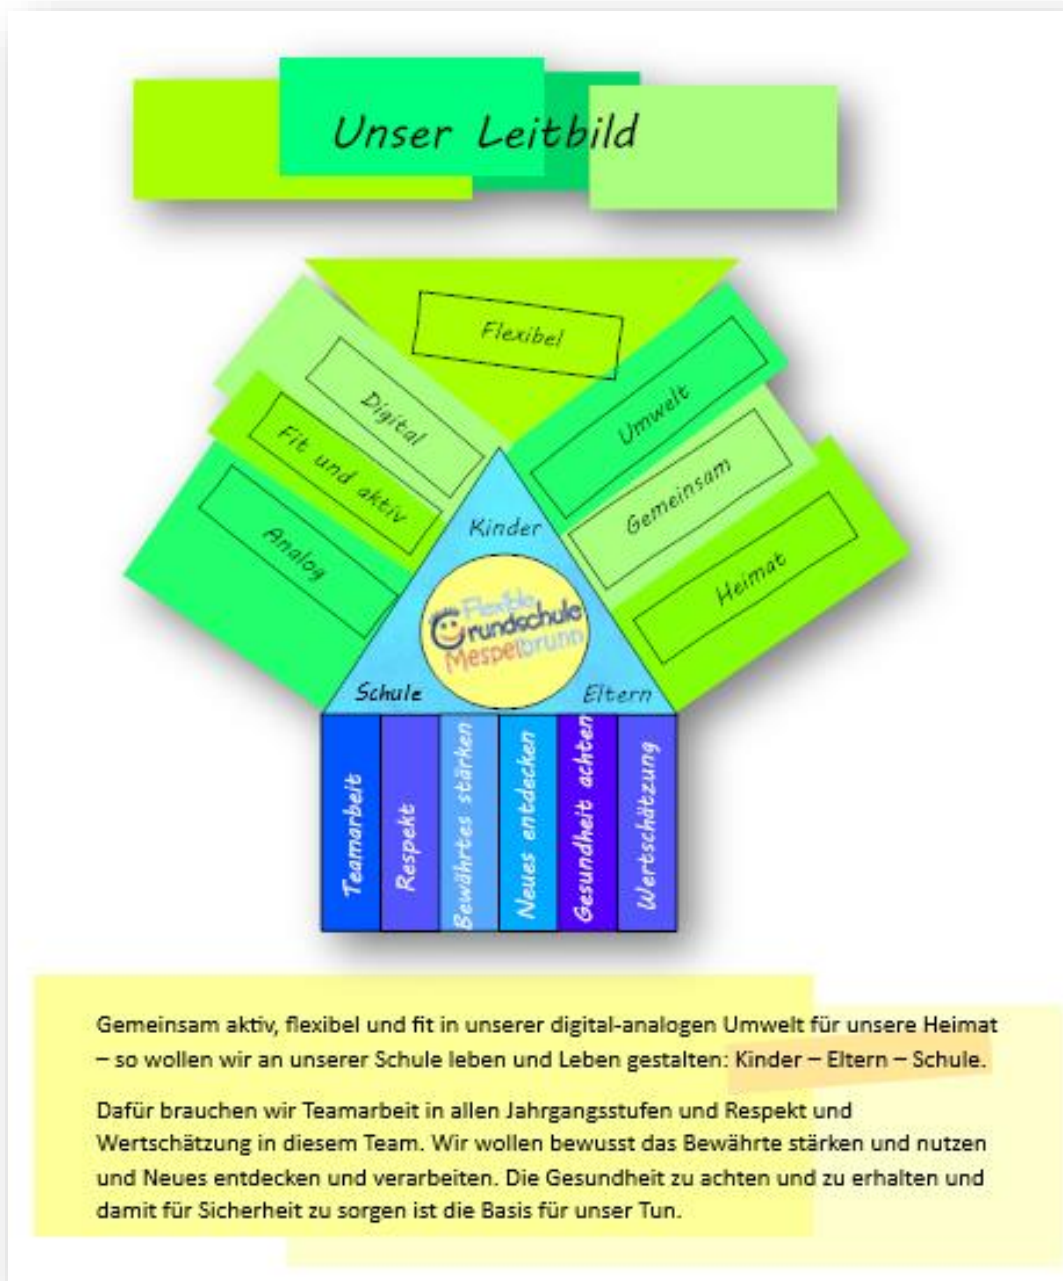 Unser Leitbild
Flexibel
Digital
Umwelt
Fit und aktiv
Gemeinsam
Analog
Heimat
Kinder
Flexible
Grundschule
Mespelbrunn
Schule
Eltern
Teamarbeit
Respekt
Bewährtes stärken
Neues entdecken
Gesundheit achten
Wertschätzung
Gemeinsam aktiv, flexibel und fit in unserer digital-analogen Umwelt für unsere Heimat
– so wollen wir an unserer Schule leben und Leben gestalten: Kinder – Eltern – Schule.
Dafür brauchen wir Teamarbeit in allen Jahrgangsstufen und Respekt und
Wertschätzung in diesem Team. Wir wollen bewusst das Bewährte stärken und nutzen
und Neues entdecken und verarbeiten. Die Gesundheit zu achten und zu erhalten und
damit für Sicherheit zu sorgen ist die Basis für unser Tun.